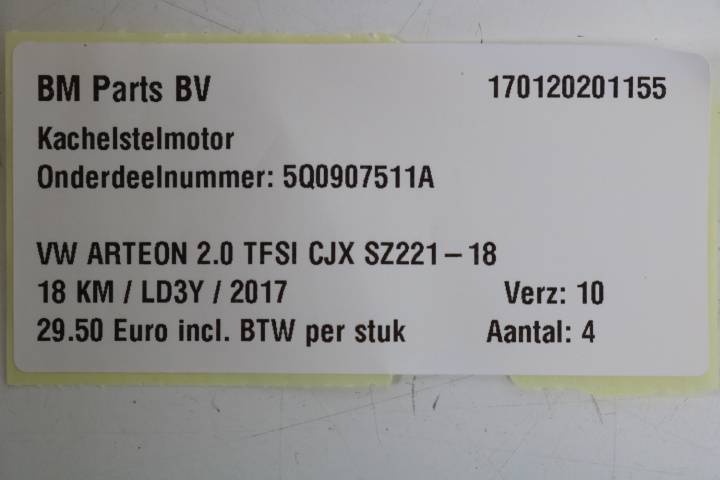 BM Parts BV 170120201155
Kachelstelmotor
Onderdeelnummer: 5Q0907511A
VW ARTEON 2.0 TFSI CJX SZ221-18
18 KM / LD3Y / 2017 Verz: 10
29.50 Euro incl. BTW per stuk Aantal: 4